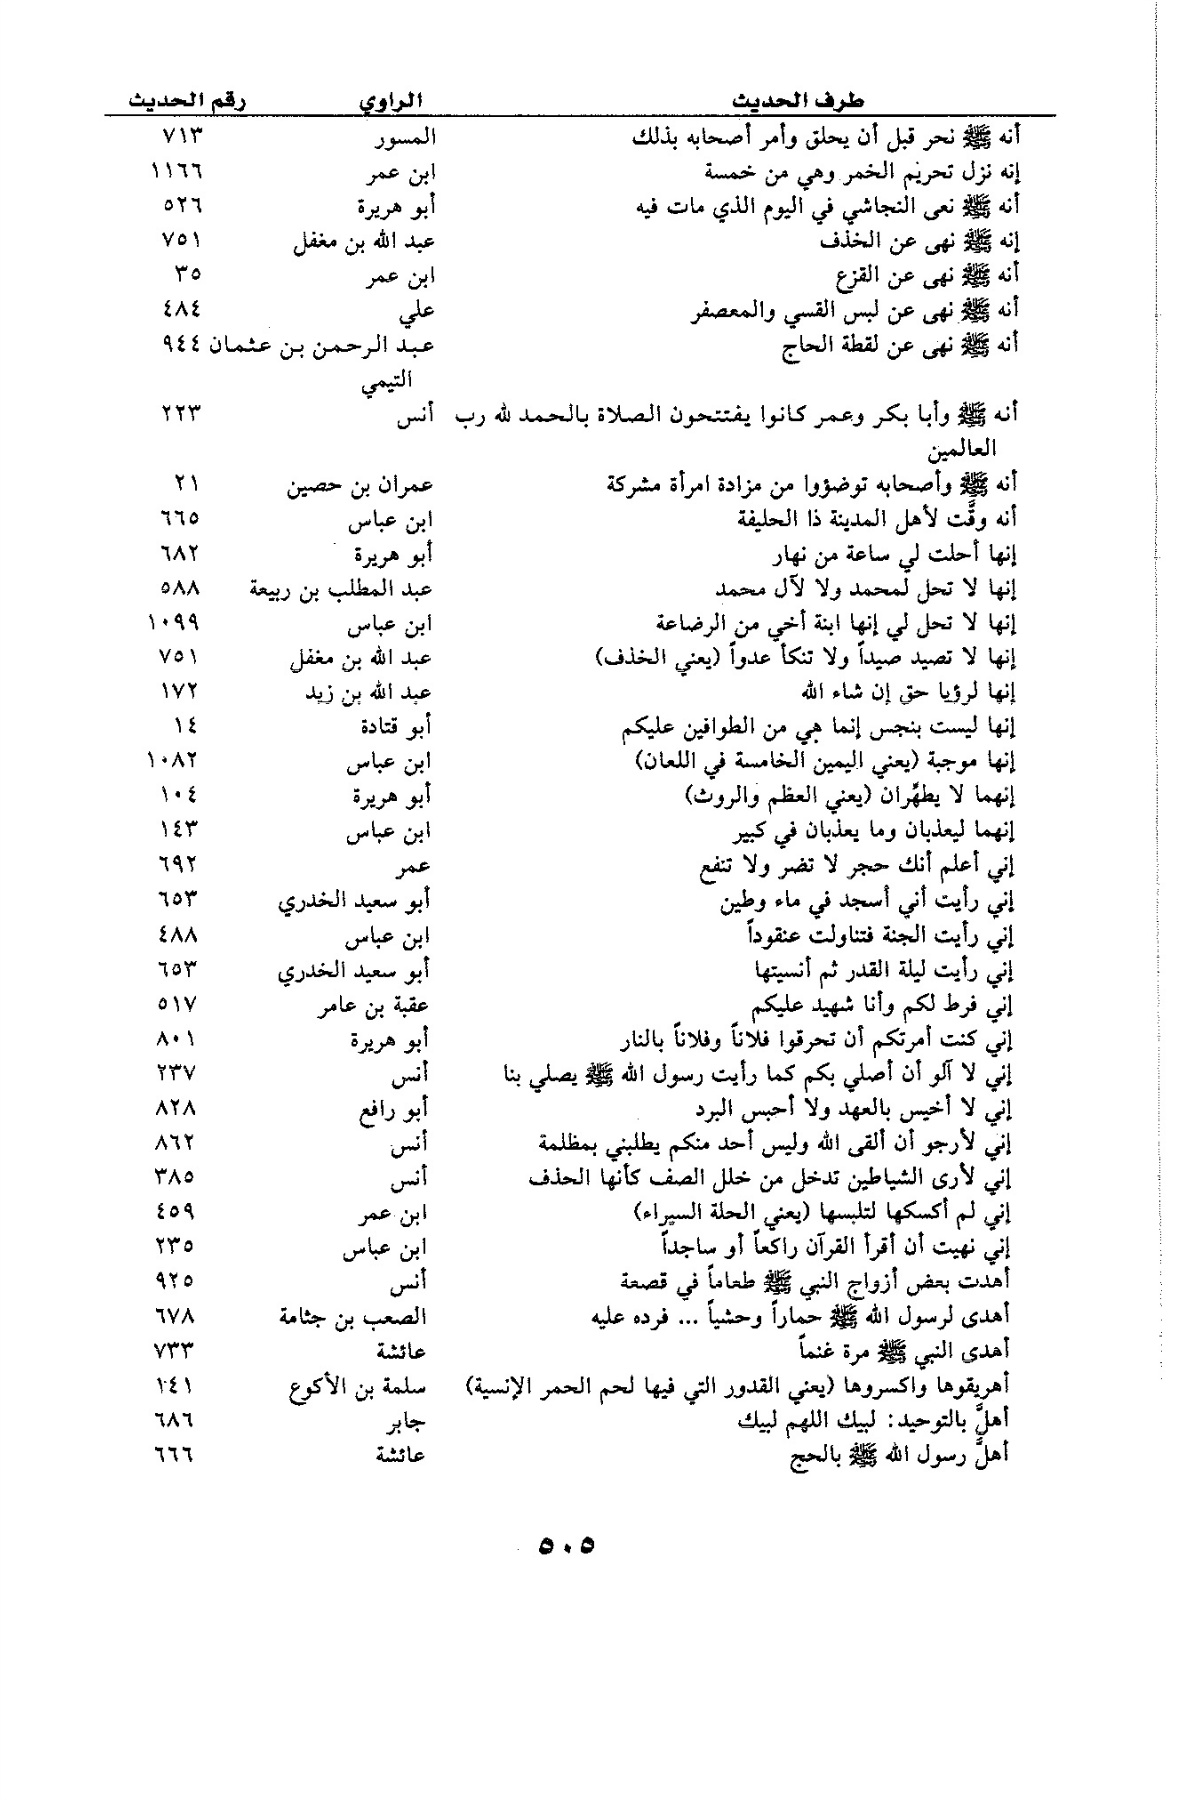 طرف الحديث الراوي رقم الحديث
أنه ﷺ نحر قبل أن يحلق وأمر أصحابه بذلك المسور ٧١٣
إنه نزل تحريم الخمر وهي من خمسة ابن عمر ١١٦٦
أنه ﷺ نعى النجاشي في اليوم الذي مات فيه أبو هريرة ٥٢٦
إنه ﷺ نهى عن الخذف عبد الله بن مغفل ٧٥١
أنه ﷺ نهى عن القزع ابن عمر ٣٥
أنه ﷺ نهى عن لبس القسي والمعصفر علي ٤٨٤
أنه ﷺ نهى عن لقطة الحاج عبد الرحمن بن عثمان ٩٤٤
التيمي
أنه ﷺ وأبا بكر وعمر كانوا يفتتحون الصلاة بالحمد لله رب أنس ٢٢٣
العالمين
أنه ﷺ وأصحابه توضؤوا من مزادة امرأة مشركة عمران بن حصين ٢١
أنه وقَّت لأهل المدينة ذا الحليفة ابن عباس ٦٦٥
إنها أحلت لي ساعة من نهار أبو هريرة ٦٨٢
إنها لا تحل لمحمد ولا لآل محمد عبد المطلب بن ربيعة ٥٨٨
إنها لا تحل لي إنها ابنة أخي من الرضاعة ابن عباس ١٠٩٩
إنها لا تصيد صيداً ولا تنكأ عدواً (يعني الخذف) عبد الله بن مغفل ٧٥١
إنها لرؤيا حق إن شاء الله عبد الله بن زيد ١٧٢
إنها ليست بنجس إنما هي من الطوافين عليكم أبو قتادة ١٤
إنها موجبة (يعني اليمين الخامسة في اللعان) ابن عباس ١٠٨٢
إنهما لا يطهِّران (يعني العظم والروث) أبو هريرة ١٠٤
إنهما ليعذبان وما يعذبان في كبير ابن عباس ١٤٣
إني أعلم أنك حجر لا تضر ولا تنفع عمر ٦٩٢
إني رأيت أني أسجد في ماء وطين أبو سعيد الخدري ٦٥٣
إني رأيت الجنة فتناولت عنقوداً ابن عباس ٤٨٨
إني رأيت ليلة القدر ثم أنسيتها أبو سعيد الخدري ٦٥٣
إني فرط لكم وأنا شهيد عليكم عقبة بن عامر ٥١٧
إني كنت أمرتكم أن تحرقوا فلاناً وفلاناً بالنار أبو هريرة ٨٠١
إني لا آلو أن أصلي بكم كما رأيت رسول الله ﷺ يصلي بنا أنس ٢٣٧
إني لا أخيس بالعهد ولا أحبس البرد أبو رافع ٨٢٨
إني لأرجو أن ألقى الله وليس أحد منكم يطلبني بمظلمة أنس ٨٦٢
إني لأرى الشياطين تدخل من خلل الصف كأنها الحذف أنس ٣٨٥
إني لم أكسكها لتلبسها (يعني الحلة السيراء) ابن عمر ٤٥٩
إني نهيت أن أقرأ القرآن راكعاً أو ساجداً ابن عباس ٢٣٥
أهدت بعض أزواج النبي ﷺ طعاماً في قصعة أنس ٩٢٥
أهدى لرسول الله ﷺ حماراً وحشياً ... فرده عليه الصعب بن جثامة ٦٧٨
أهدى النبي ﷺ مرة غنماً عائشة ٧٣٣
أهريقوها واكسروها (يعني القدور التي فيها لحم الحمر الإنسية) سلمة بن الأكوع ١٤١
أهلَّ بالتوحيد: لبيك اللهم لبيك جابر ٦٨٦
أهلَّ رسول الله ﷺ بالحج عائشة ٦٦٦
٥٠٥